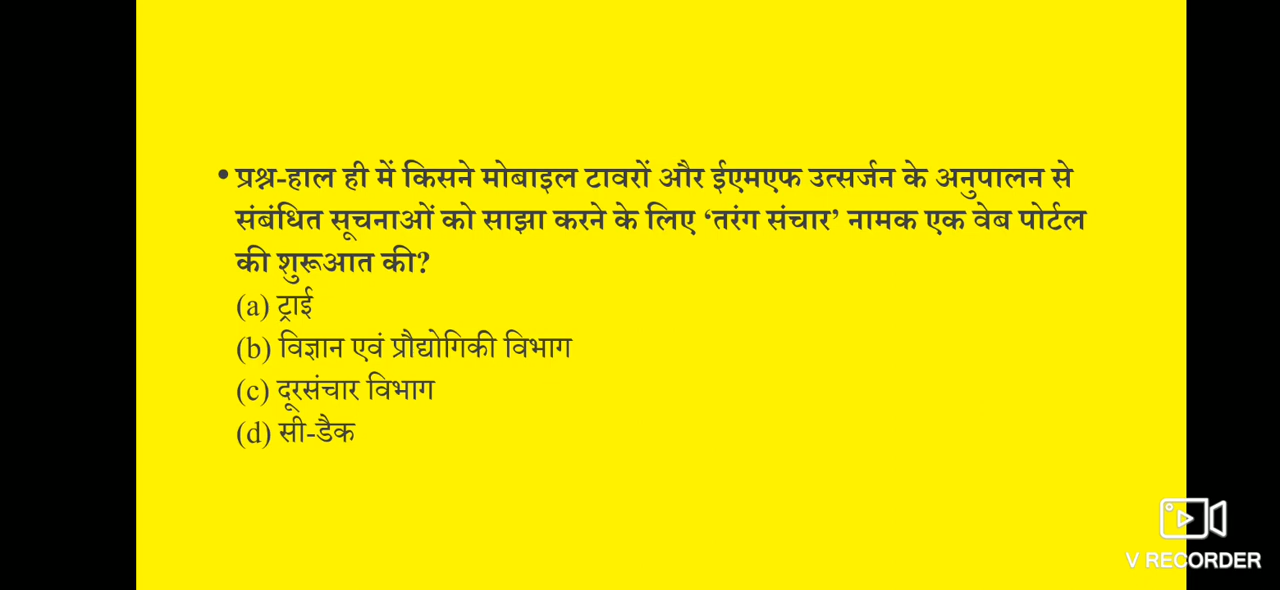 • प्रश्न-हाल ही में किसने मोबाइल टावरों और ईएमएफ उत्सर्जन के अनुपालन से
संबंधित सूचनाओं को साझा करने के लिए ‘तरंग संचार’ नामक एक वेब पोर्टल
की शुरूआत की?
(a) ट्राई
(b) विज्ञान एवं प्रौद्योगिकी विभाग
(c) दूरसंचार विभाग
(d) सी-डैक
V RECORDER